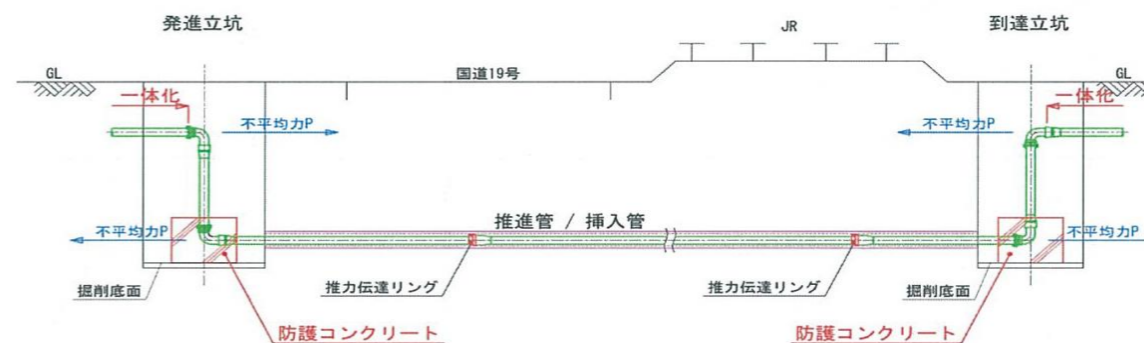 発進立坑
JR
到達立坑
GL
国道19号
GL
一体化
一体化
不平均力P
不平均力P
推進管 / 挿入管
不平均力P
不平均力P
掘削底面
推力伝達リング
推力伝達リング
掘削底面
防護コンクリート
防護コンクリート